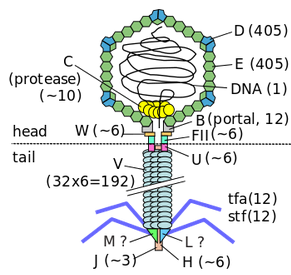 D (405)
C
(protease)
(~10)
E (405)
DNA (1)
B (portal, 12)
head
W (~6)
FII (~6)
tail
U (~6)
V
(32x6=192)
tfa(12)
stf(12)
M ?
L ?
J (~3)
H (~6)